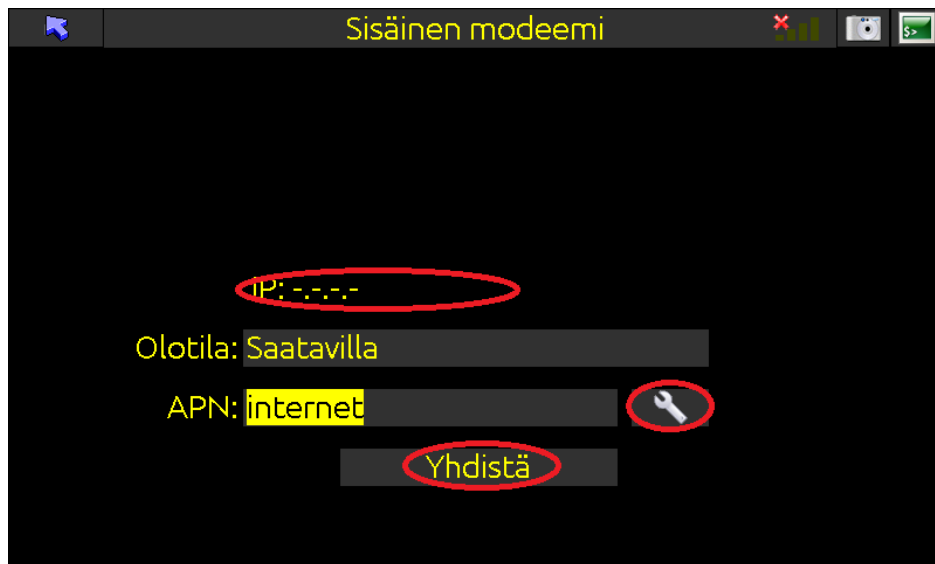 Sisäinen modeemi
$>
IP: -.-.-.-
Olotila: Saatavilla
APN: internet
Yhdistä